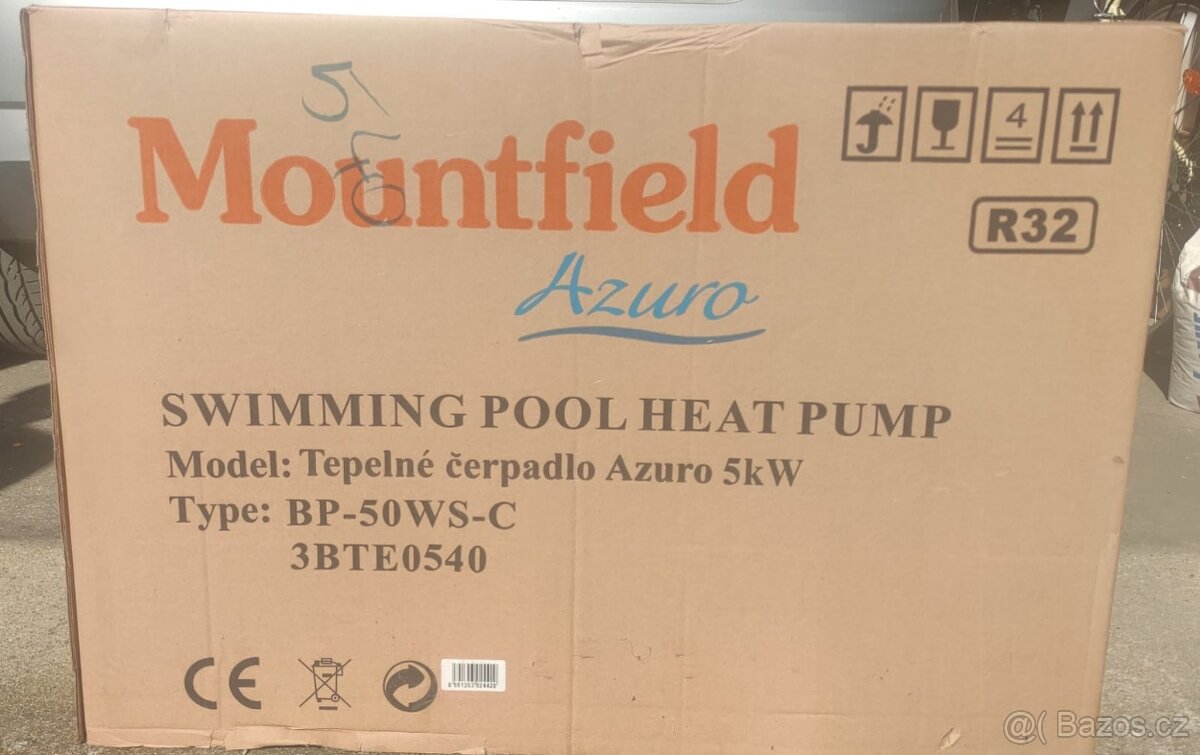 Mountfield
Azuro
4
R32
SWIMMING POOL HEAT PUMP
Model: Tepelné čerpadlo Azuro 5kW
Type: BP-50WS-C
3BTE0540
CE
@( Bazos.cz